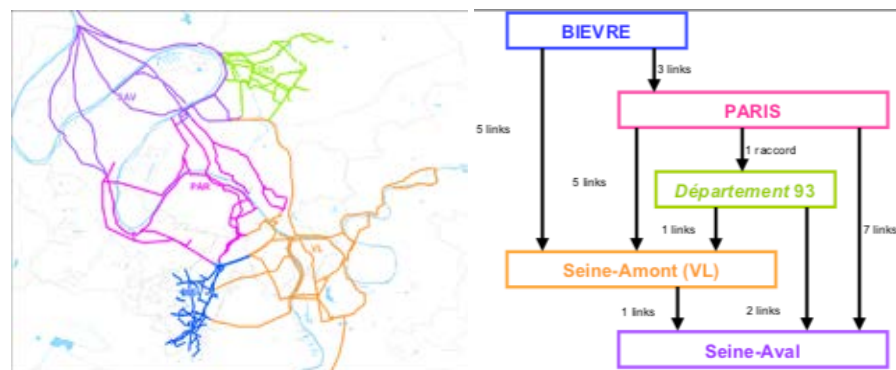 LAV
PAR
VL
BIEVRE
3 links
PARIS
5 links
1 raccord
5 links
Département 93
1 links
7 links
Seine-Amont (VL)
1 links
2 links
Seine-Aval